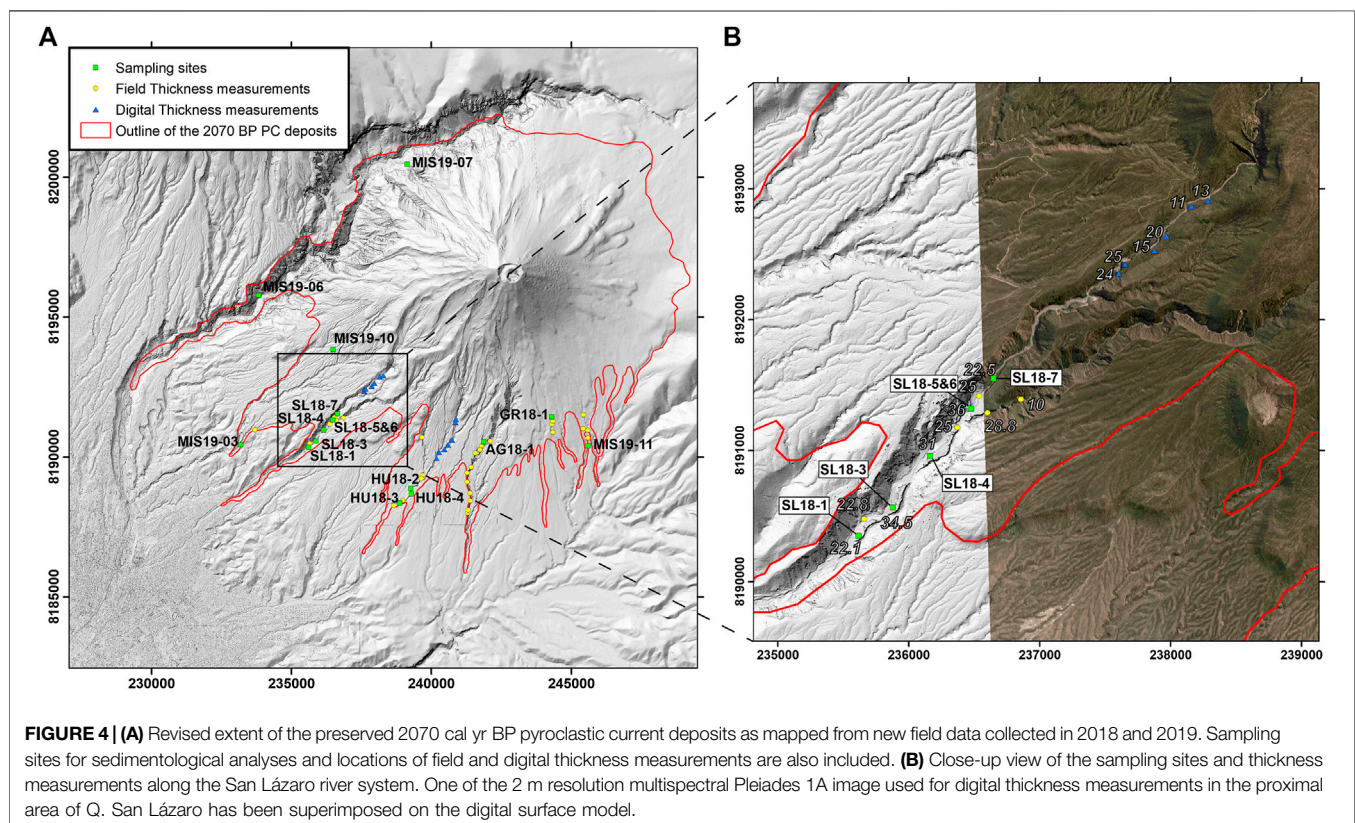 A
Sampling sites
Field Thickness measurements
Digital Thickness measurements
Outline of the 2070 BP PC deposits
8200000
8195000
8190000
8185000
230000
235000
240000
245000
MIS19-07
MIS19-06
MIS19-10
SL18-7
SL18-4
SL18-5&6
SL18-3
SL18-1
MIS19-03
GR18-1
MIS19-11
AG18-1
HU18-2
HU18-3
HU18-4
B
8193000
8192000
8191000
8190000
235000
236000
237000
238000
239000
13
11
20
15
25
24
22.5
SL18-7
SL18-5&6
25
36
10
28.8
25
31
SL18-4
SL18-3
22.8
34.5
SL18-1
22.1
FIGURE 4 | (A) Revised extent of the preserved 2070 cal yr BP pyroclastic current deposits as mapped from new field data collected in 2018 and 2019. Sampling
sites for sedimentological analyses and locations of field and digital thickness measurements are also included. (B) Close-up view of the sampling sites and thickness
measurements along the San Lázaro river system. One of the 2 m resolution multispectral Pleiades 1A image used for digital thickness measurements in the proximal
area of Q. San Lázaro has been superimposed on the digital surface model.